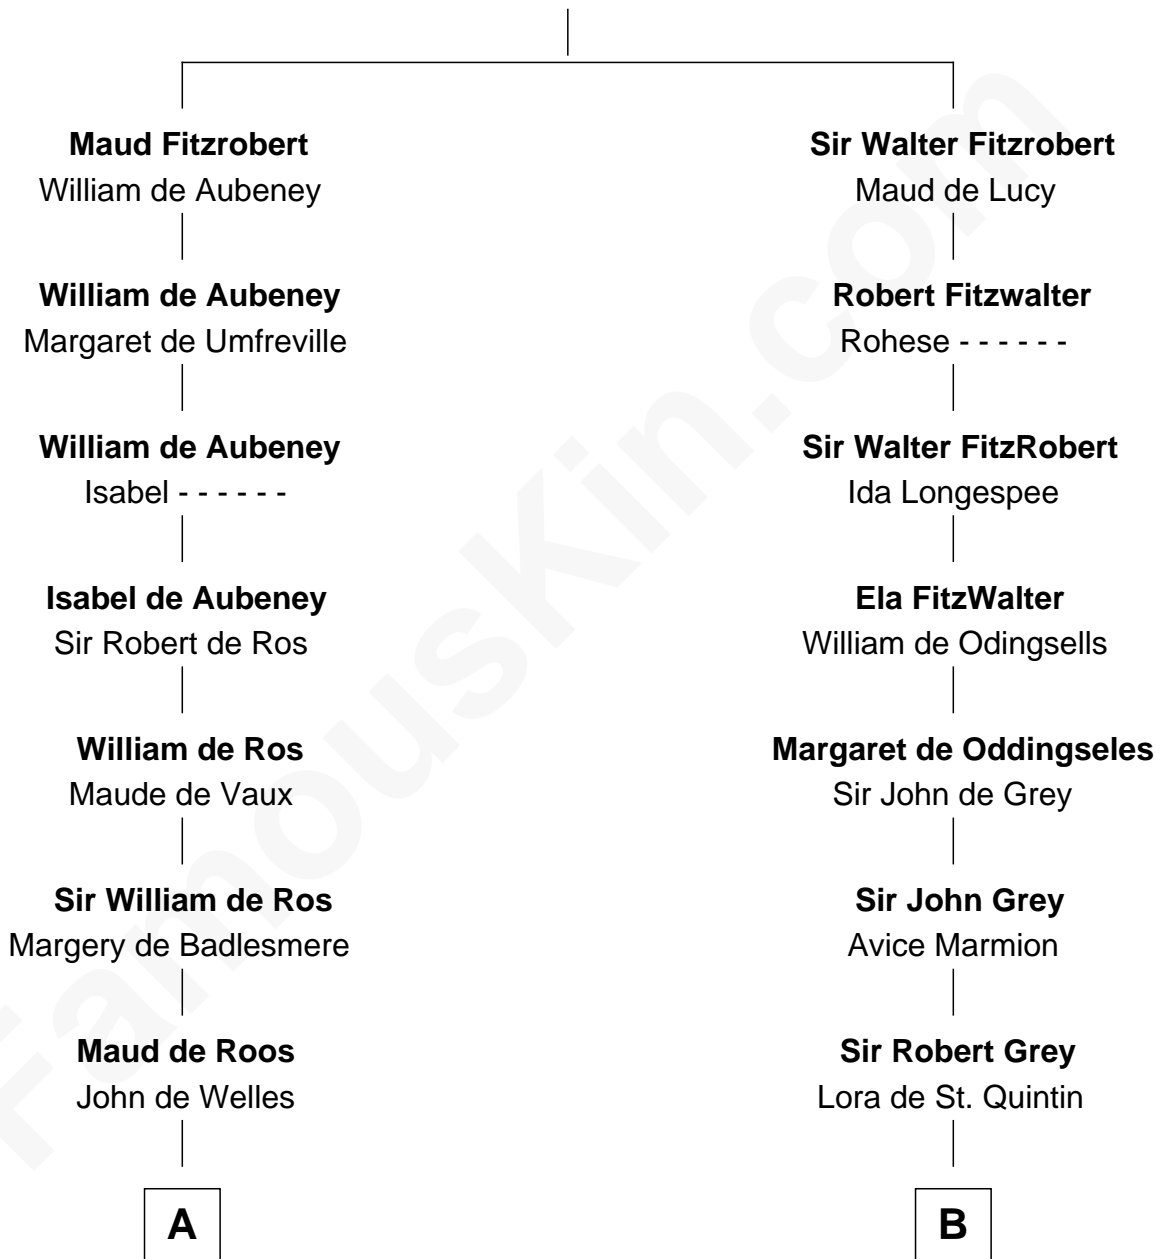 Maud Fitzrobert
William de Aubeney
William de Aubeney
Margaret de Umfreville
William de Aubeney
Isabel - - - - - -
Isabel de Aubeney
Sir Robert de Ros
William de Ros
Maude de Vaux
Sir William de Ros
Margery de Badlesmere
Maud de Roos
John de Welles
A
Sir Walter Fitzrobert
Maud de Lucy
Robert Fitzwalter
Rohese - - - - - -
Sir Walter FitzRobert
Ida Longespee
Ela FitzWalter
William de Odingsells
Margaret de Oddingseles
Sir John de Grey
Sir John Grey
Avice Marmion
Sir Robert Grey
Lora de St. Quintin
B
FamousKin.com